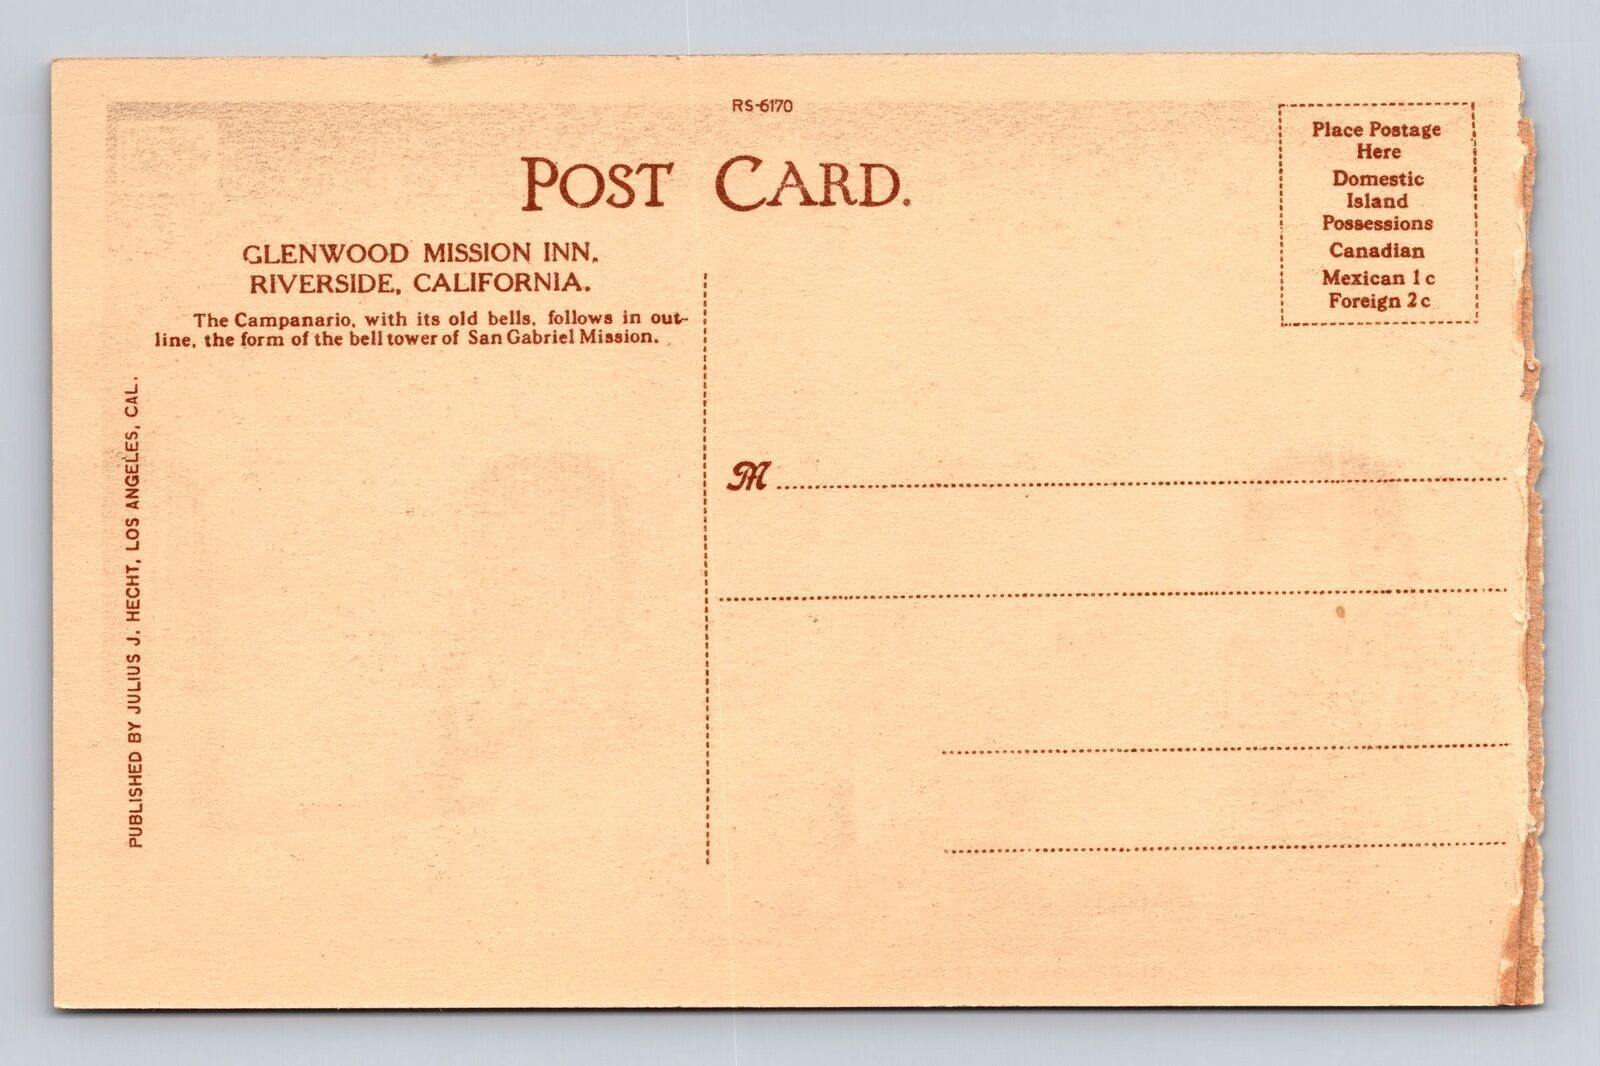 RS-6170
POST CARD.
GLENWOOD MISSION INN.
RIVERSIDE, CALIFORNIA.
The Campanario, with its old bells, follows in out-
line, the form of the bell tower of San Gabriel Mission.
PUBLISHED BY JULIUS J. HECHT, LOS ANGELES, CAL.
Place Postage
Here
Domestic
Island
Possessions
Canadian
Mexican 1 c
Foreign 2 c
M